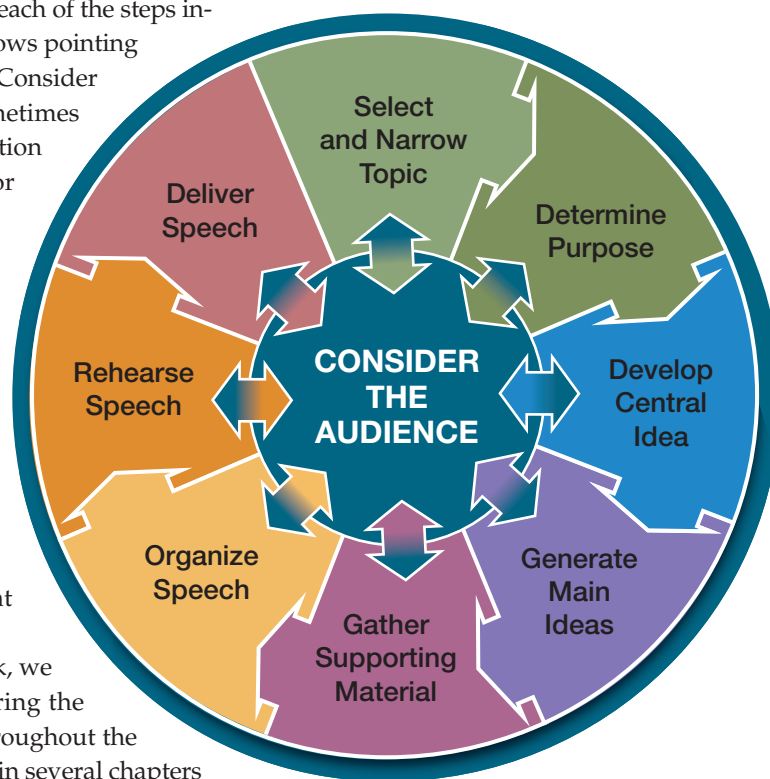 each of the steps in-
ows pointing
Consider
netimes
tion
or
nt
k, we
ring the
roughout the
in several chapters
Select
and Narrow
Topic
Determine
Purpose
Develop
Central
Idea
Generate
Main
Ideas
Gather
Supporting
Material
Organize
Speech
Rehearse
Speech
Deliver
Speech
CONSIDER
THE
AUDIENCE